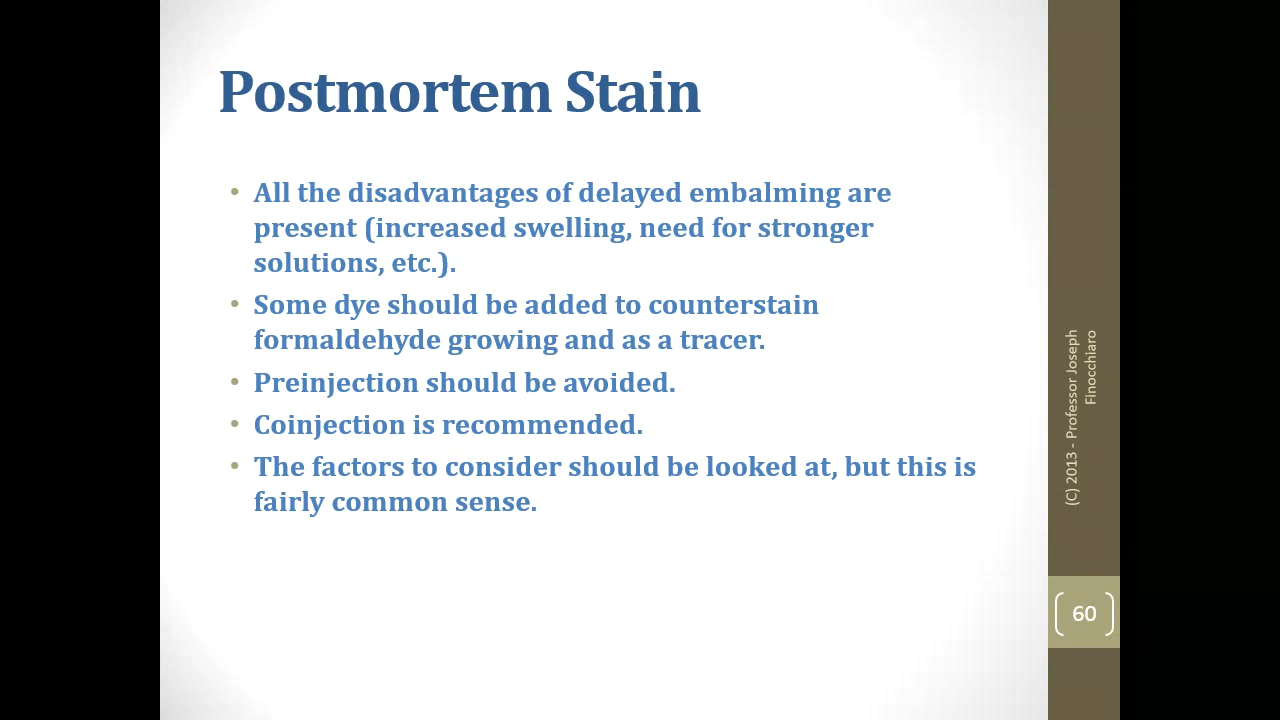 Postmortem Stain
• All the disadvantages of delayed embalming are
present (increased swelling, need for stronger
solutions, etc.).
• Some dye should be added to counterstain
formaldehyde growing and as a tracer.
• Preinjection should be avoided.
• Coinjection is recommended.
• The factors to consider should be looked at, but this is
fairly common sense.
(C) 2013 - Professor Joseph
Finocchiaro
60